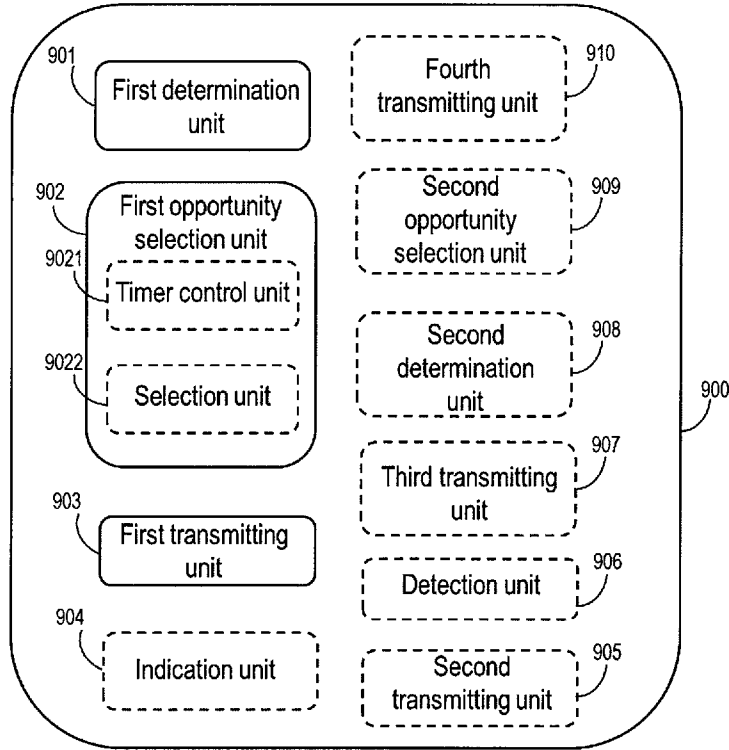 901
First determination
unit
902
First opportunity
selection unit
9021
Timer control unit
9022
Selection unit
903
First transmitting
unit
904
Indication unit
910
Fourth
transmitting unit
909
Second
opportunity
selection unit
908
Second
determination
unit
900
907
Third transmitting
unit
906
Detection unit
905
Second
transmitting unit